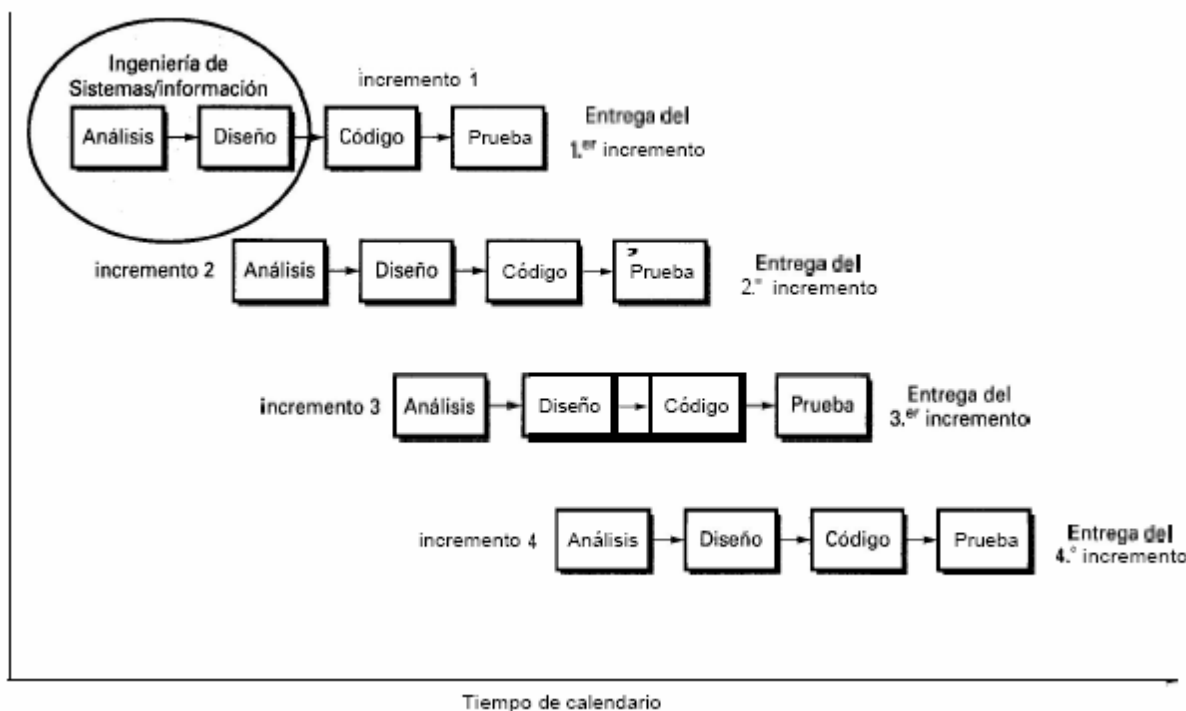 Ingeniería de
Sistemas/información
incremento 1
Análisis
Diseño
Código
Prueba
Entrega del
1.er incremento
incremento 2
Análisis
Diseño
Código
Prueba
Entrega del
2.° incremento
incremento 3
Análisis
Diseño
Código
Prueba
Entrega del
3.er incremento
incremento 4
Análisis
Diseño
Código
Prueba
Entrega del
4.° incremento
Tiempo de calendario